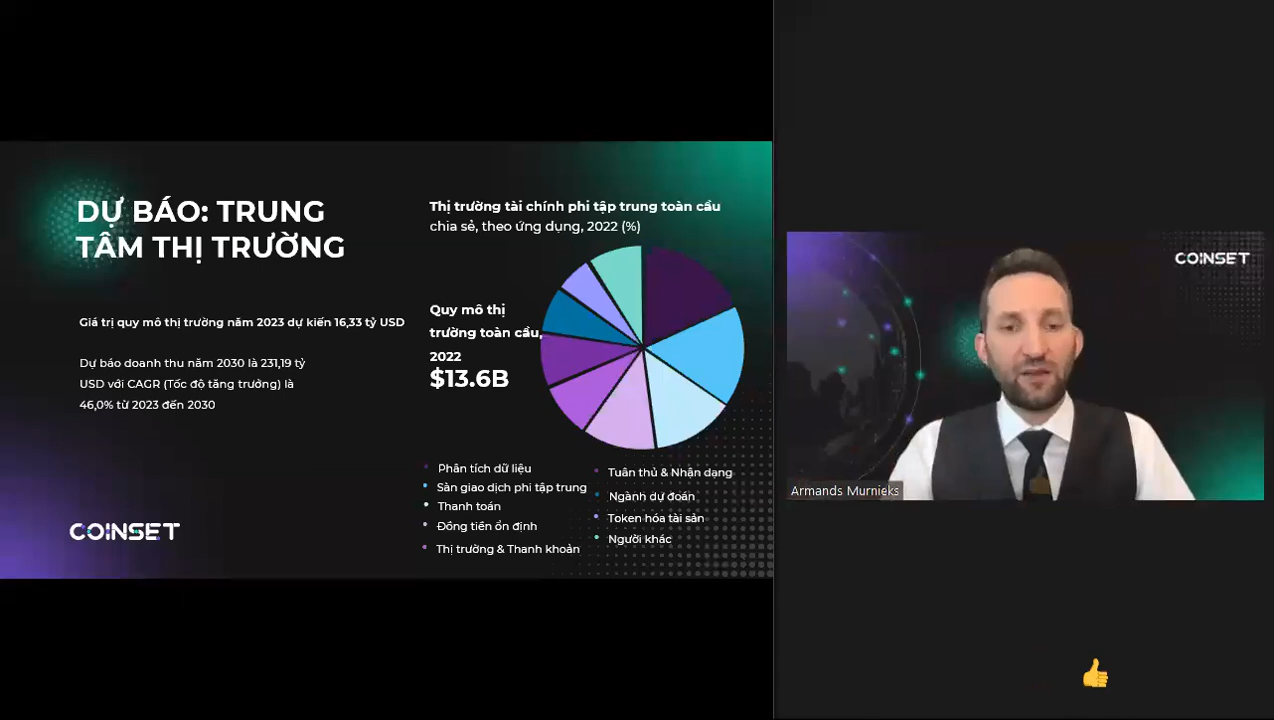 DỰ BÁO: TRUNG
TÂM THỊ TRƯỜNG
Giá trị quy mô thị trường năm 2023 dự kiến 16,33 tỷ USD
Dự báo doanh thu năm 2030 là 231,19 tỷ
USD với CAGR (Tốc độ tăng trưởng) là
46,0% từ 2023 đến 2030
COINSET
Thị trường tài chính phi tập trung toàn cầu
chia sẻ, theo ứng dụng, 2022 (%)
Quy mô thị
trường toàn cầu,
2022
$13.6B
Phân tích dữ liệu
Sàn giao dịch phi tập trung
Thanh toán
Đồng tiền ổn định
Thị trường & Thanh khoản
Tuân thủ & Nhận dạng
Ngành dự đoán
Token hóa tài sản
Người khác
COINSET
Armands Murnieks